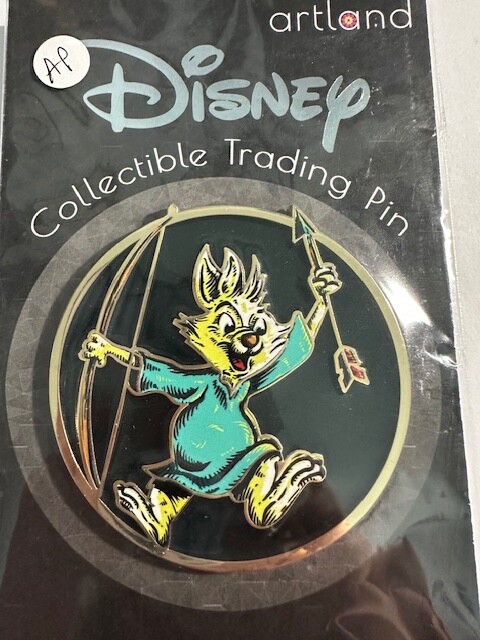 artland
AP
Disney
Collectible Trading Pin